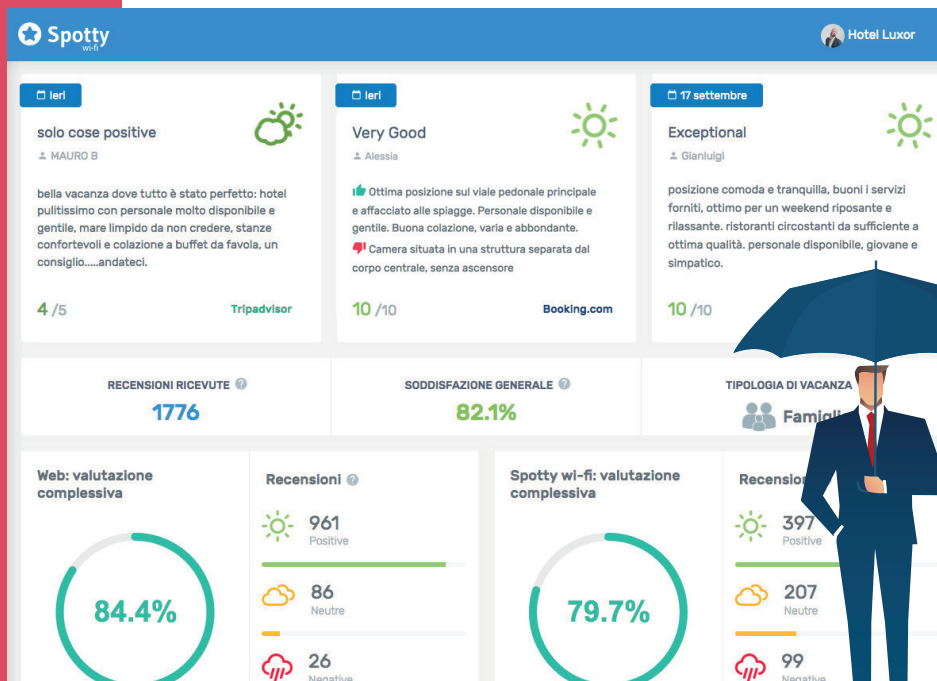 Spotty
wi-fi
Hotel Luxor
Ieri
solo cose positive
MAURO B
bella vacanza dove tutto è stato perfetto: hotel
pulitissimo con personale molto disponibile e
gentile, mare limpido da non credere, stanze
confortevoli e colazione a buffet da favola, un
consiglio.....andateci.
4 /5
Tripadvisor
Ieri
Very Good
Alessia
Ottima posizione sul viale pedonale principale
e affacciato alle spiagge. Personale disponibile e
gentile. Buona colazione, varia e abbondante.
Camera situata in una struttura separata dal
corpo centrale, senza ascensore
10 /10
Booking.com
17 settembre
Exceptional
Gianluigi
posizione comoda e tranquilla, buoni i servizi
forniti, ottimo per un weekend riposante e
rilassante. ristoranti circostanti da sufficiente a
ottima qualità. personale disponibile, giovane e
simpatico.
10 /10
RECENSIONI RICEVUTE ?
1776
SODDISFAZIONE GENERALE ?
82.1%
TIPOLOGIA DI VACANZA
Web: valutazione
complessiva
84.4%
Recensioni ?
961
Positive
86
Neutre
26
Negative
Spotty wi-fi: valutazione
complessiva
79.7%
397
Positive
207
Neutre
99
Negative